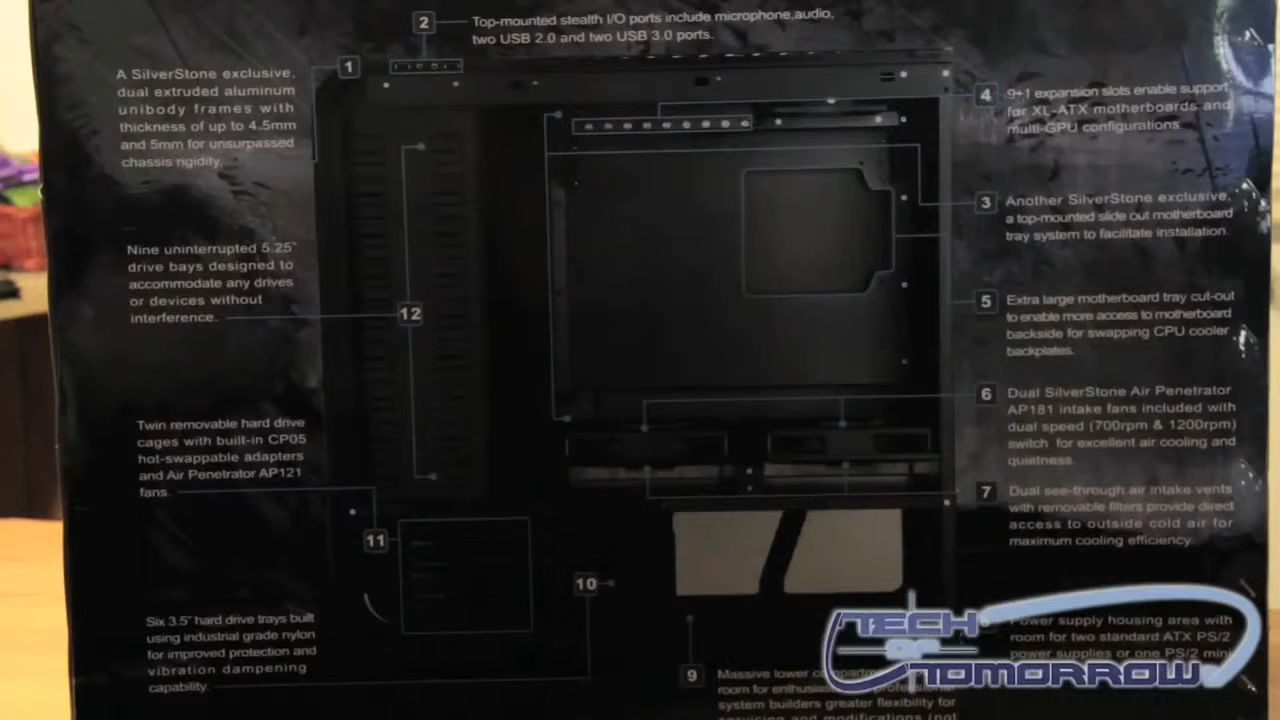 2
Top-mounted stealth I/O ports include microphone,audio,
two USB 2.0 and two USB 3.0 ports.
1
A SilverStone exclusive,
dual extruded aluminum
unibody frames with
thickness of up to 4.5mm
and 5mm for unsurpassed
chassis rigidity.
4
9+1 expansion slots enable support
for XL-ATX motherboards and
multi-GPU configurations
3
Another SilverStone exclusive,
a top-mounted slide out motherboard
tray system to facilitate installation.
Nine uninterrupted 5.25"
drive bays designed to
accommodate any drives
or devices without
interference.
12
5
Extra large motherboard tray cut-out
to enable more access to motherboard
backside for swapping CPU cooler
backplates.
6
Dual SilverStone Air Penetrator
AP181 intake fans included with
dual speed (700rpm & 1200rpm)
switch for excellent air cooling and
quietness.
Twin removable hard drive
cages with built-in CP05
hot-swappable adapters
and Air Penetrator AP121
fans.
7
Dual see-through air intake vents
with removable filters provide direct
access to outside cold air for
maximum cooling efficiency
11
10
Six 3.5" hard drive trays built
using industrial grade nylon
for improved protection and
vibration dampening
capability.
Power supply housing area with
room for two standard ATX PS/2
power supplies or one PS/2 mini
TECH
OF
TOMORROW
9
Massive lower
room for
system builders greater flexibility for
servicing and modifications (not